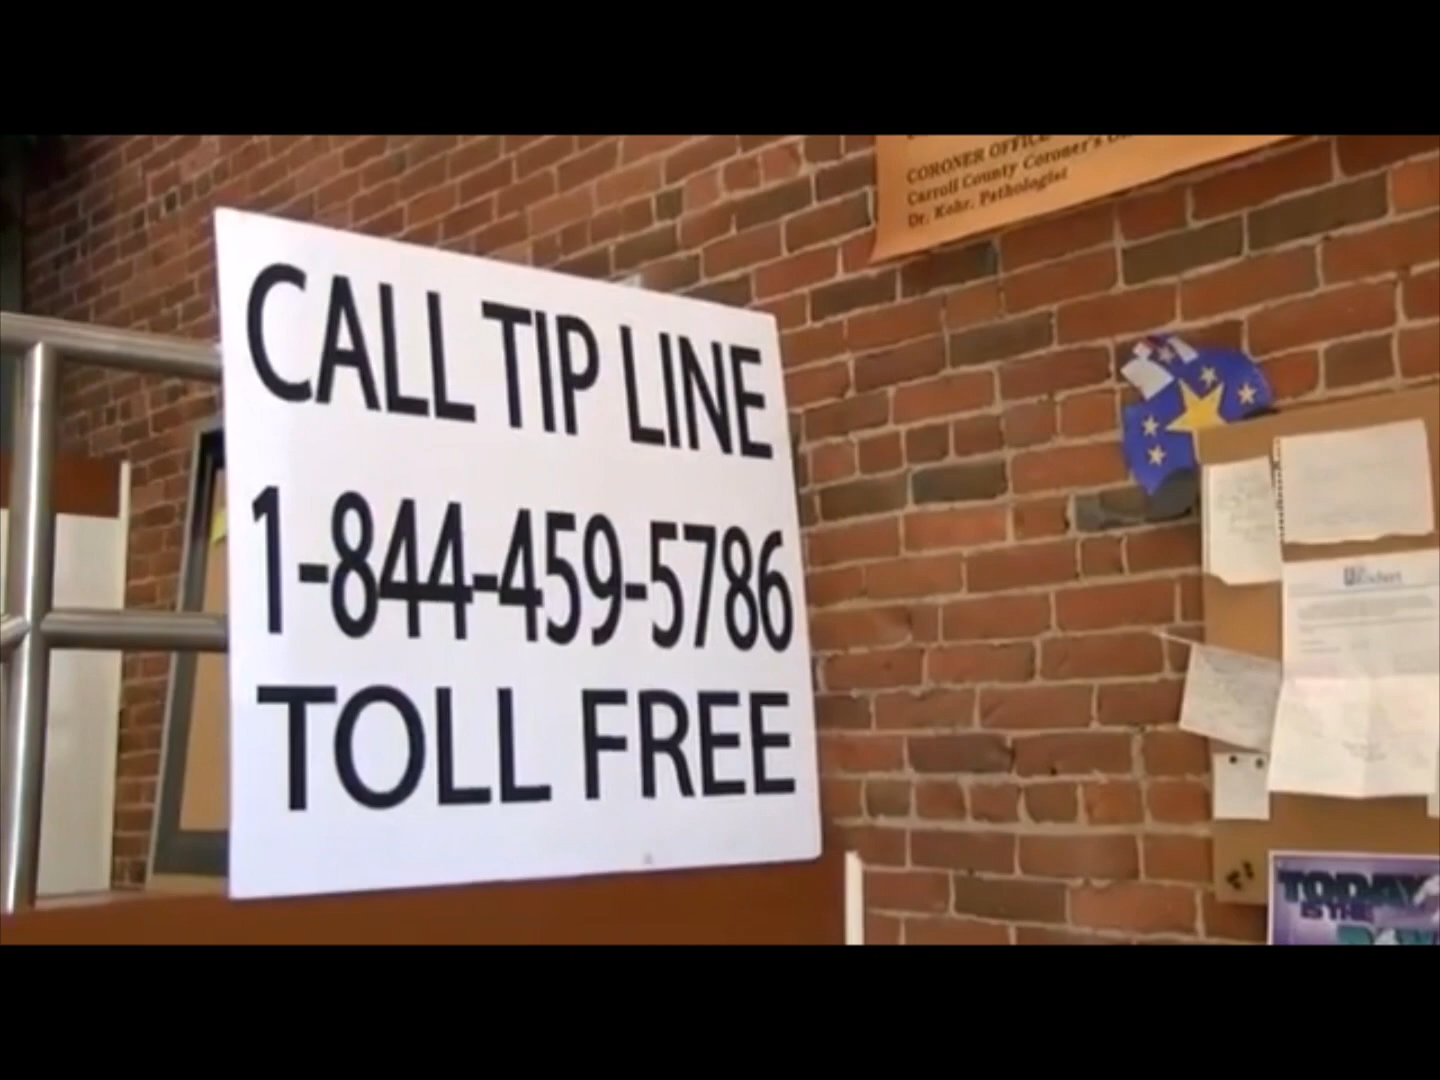 CORONER OFFICE
Carroll County Coroner's
Dr. Kohr. Pathologist
CALL TIP LINE
1-844-459-5786
TOLL FREE
TODAY
IS THE
DAY